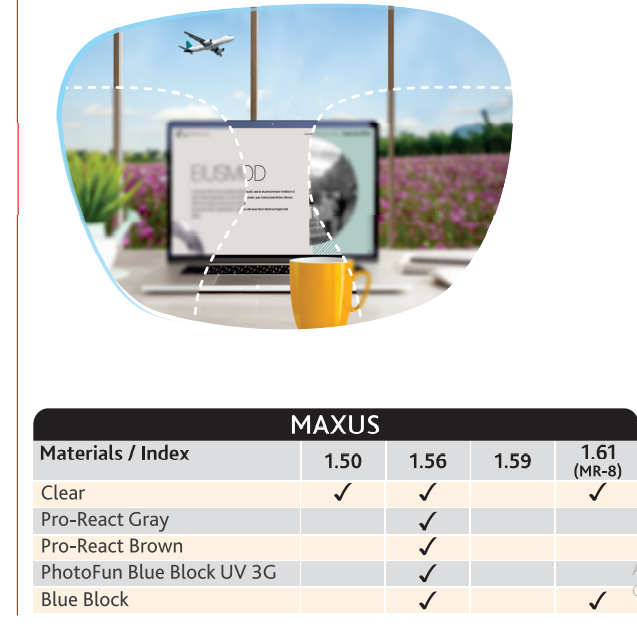 EIUSMOD
MAXUS
Materials / Index 1.50 1.56 1.59 1.61 (MR-8)
Clear ✓ ✓ ✓
Pro-React Gray ✓
Pro-React Brown ✓
PhotoFun Blue Block UV 3G ✓
Blue Block ✓ ✓